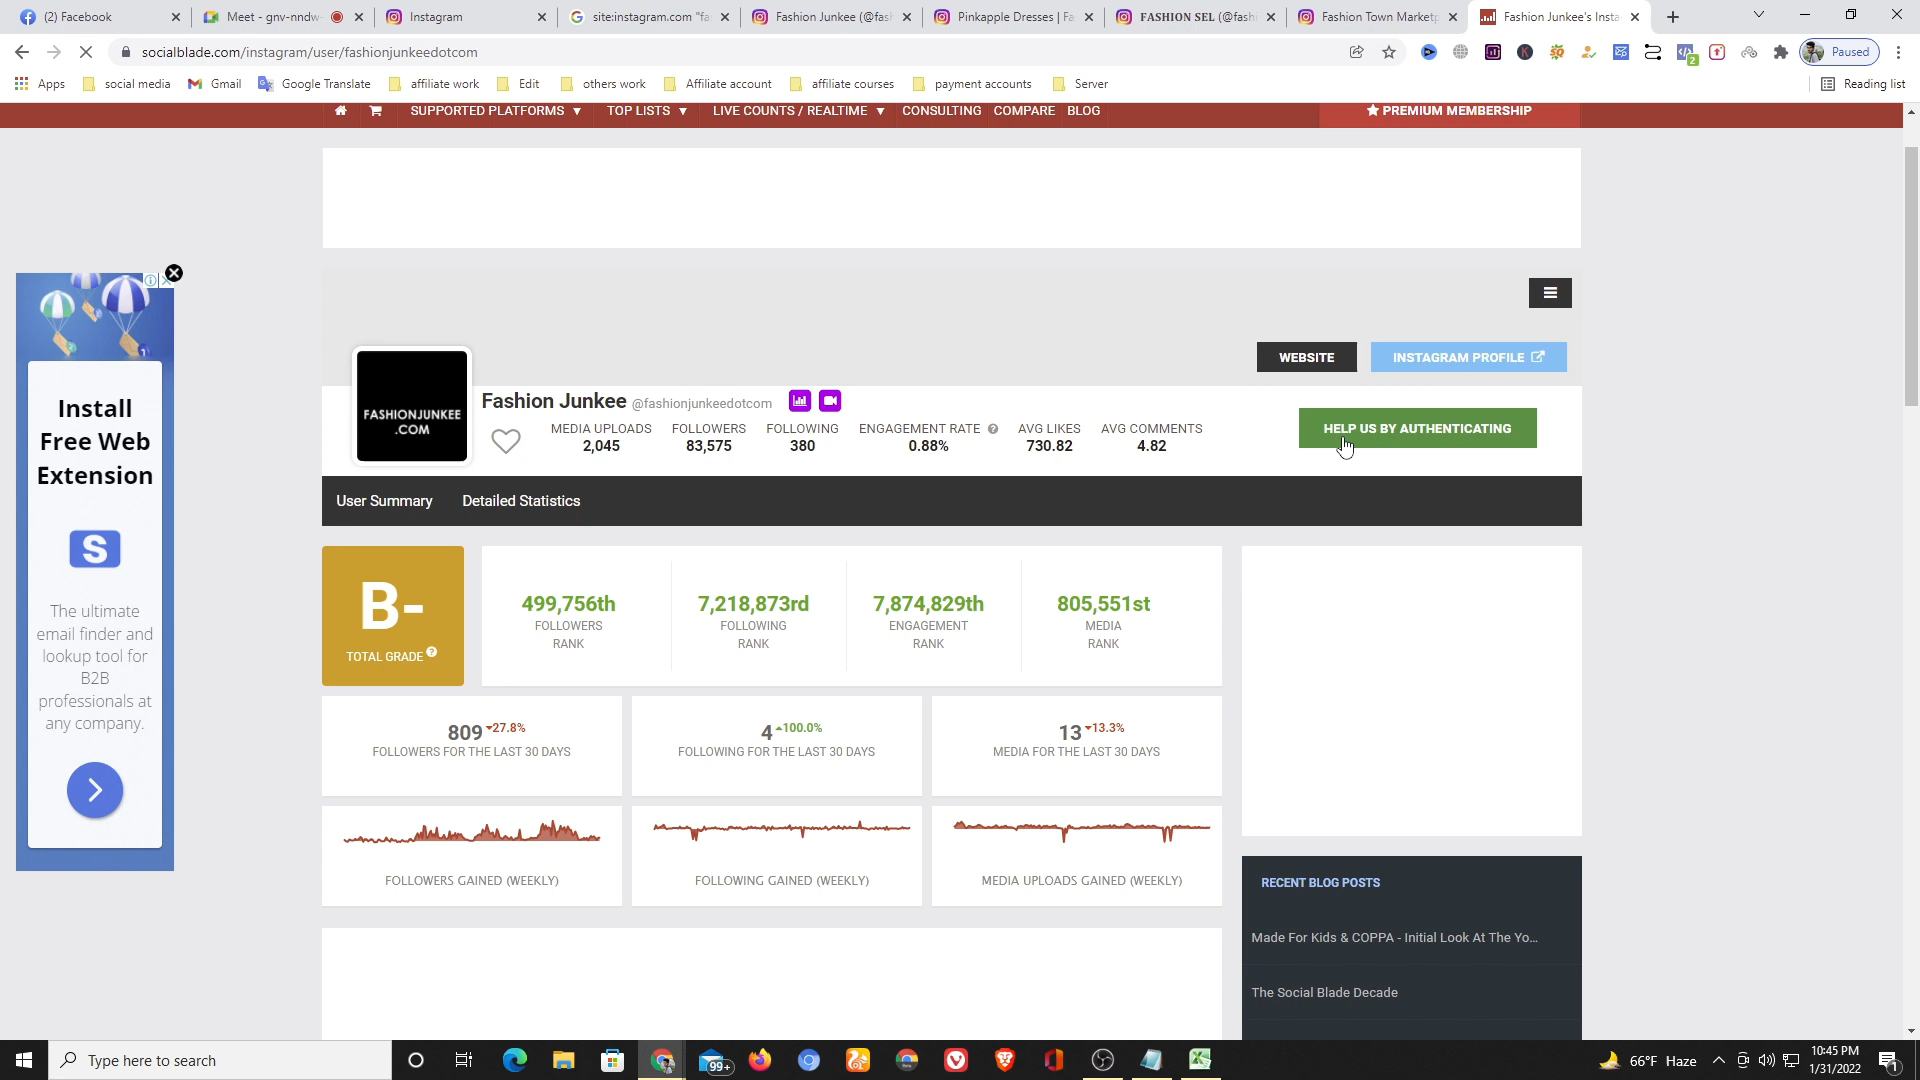 (2) Facebook
Meet - gnv-nndw
Instagram
site:instagram.com "fa
Fashion Junkee (@fash
Pinkapple Dresses | Fa
FASHION SEL (@fashi
Fashion Town Marketp
Fashion Junkee's Insta
socialblade.com/instagram/user/fashionjunkeedotcom
2
Paused
Apps
social media
Gmail
Google Translate
affiliate work
Edit
others work
Affiliate account
affiliate courses
payment accounts
Server
Reading list
SUPPORTED PLATFORMS
TOP LISTS
LIVE COUNTS / REALTIME
CONSULTING
COMPARE
BLOG
PREMIUM MEMBERSHIP
Install
Free Web
Extension
S
The ultimate
email finder and
lookup tool for
B2B
professionals at
any company.
WEBSITE
INSTAGRAM PROFILE
FASHIONJUNKEE
.COM
Fashion Junkee @fashionjunkeedotcom
MEDIA UPLOADS
2,045
FOLLOWERS
83,575
FOLLOWING
380
ENGAGEMENT RATE
0.88%
AVG LIKES
730.82
AVG COMMENTS
4.82
HELP US BY AUTHENTICATING
User Summary
Detailed Statistics
B-
TOTAL GRADE
499,756th
FOLLOWERS
RANK
7,218,873rd
FOLLOWING
RANK
7,874,829th
ENGAGEMENT
RANK
805,551st
MEDIA
RANK
809 27.8%
FOLLOWERS FOR THE LAST 30 DAYS
4 100.0%
FOLLOWING FOR THE LAST 30 DAYS
13 13.3%
MEDIA FOR THE LAST 30 DAYS
FOLLOWERS GAINED (WEEKLY)
FOLLOWING GAINED (WEEKLY)
MEDIA UPLOADS GAINED (WEEKLY)
RECENT BLOG POSTS
Made For Kids & COPPA - Initial Look At The Yo...
The Social Blade Decade
Type here to search
99+
66°F Haze
10:45 PM
1/31/2022
1